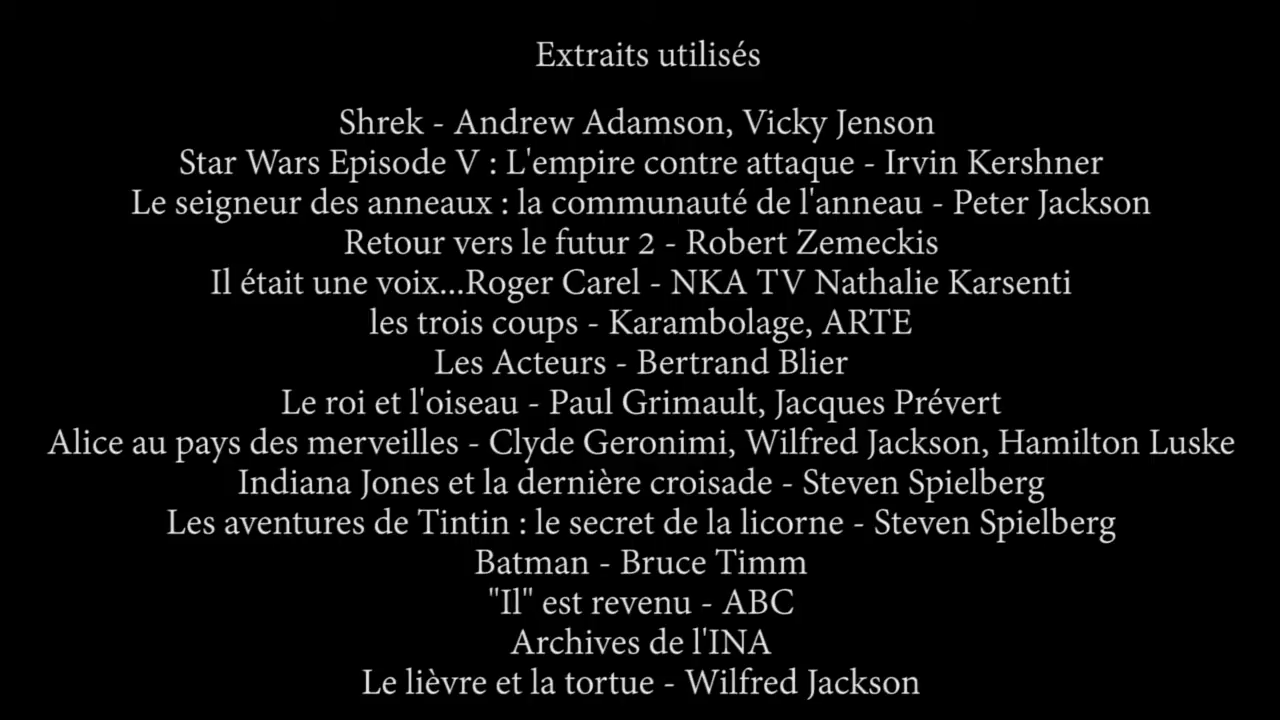 Extraits utilisés
Shrek - Andrew Adamson, Vicky Jenson
Star Wars Episode V : L'empire contre attaque - Irvin Kershner
Le seigneur des anneaux : la communauté de l'anneau - Peter Jackson
Retour vers le futur 2 - Robert Zemeckis
Il était une voix...Roger Carel - NKA TV Nathalie Karsenti
les trois coups - Karambolage, ARTE
Les Acteurs - Bertrand Blier
Le roi et l'oiseau - Paul Grimault, Jacques Prévert
Alice au pays des merveilles - Clyde Geronimi, Wilfred Jackson, Hamilton Luske
Indiana Jones et la dernière croisade - Steven Spielberg
Les aventures de Tintin : le secret de la licorne - Steven Spielberg
Batman - Bruce Timm
"Il" est revenu - ABC
Archives de l'INA
Le lièvre et la tortue - Wilfred Jackson